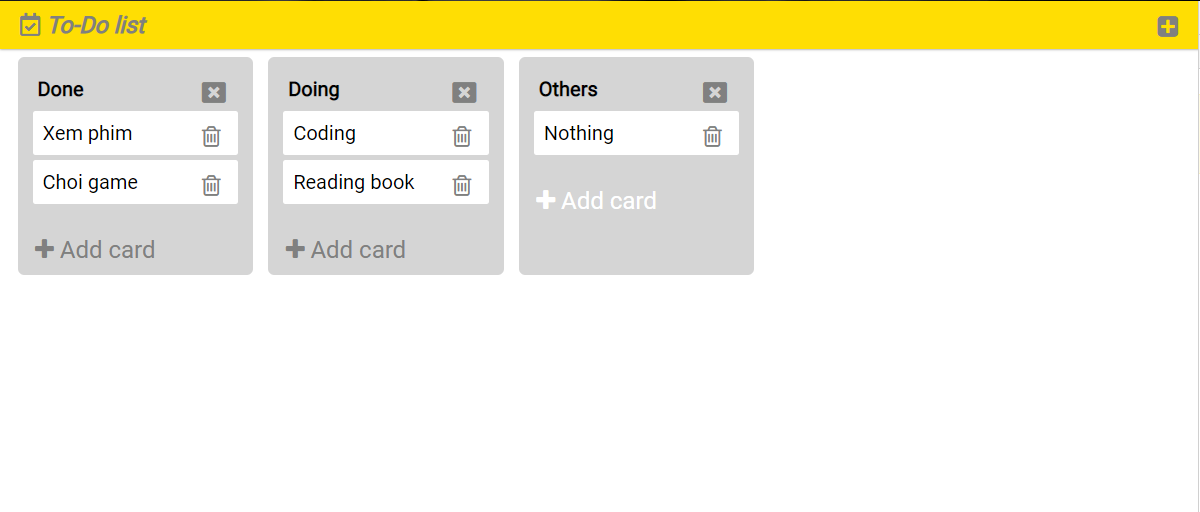 To-Do list
Done
Xem phim
Choi game
Add card
Doing
Coding
Reading book
Add card
Others
Nothing
Add card